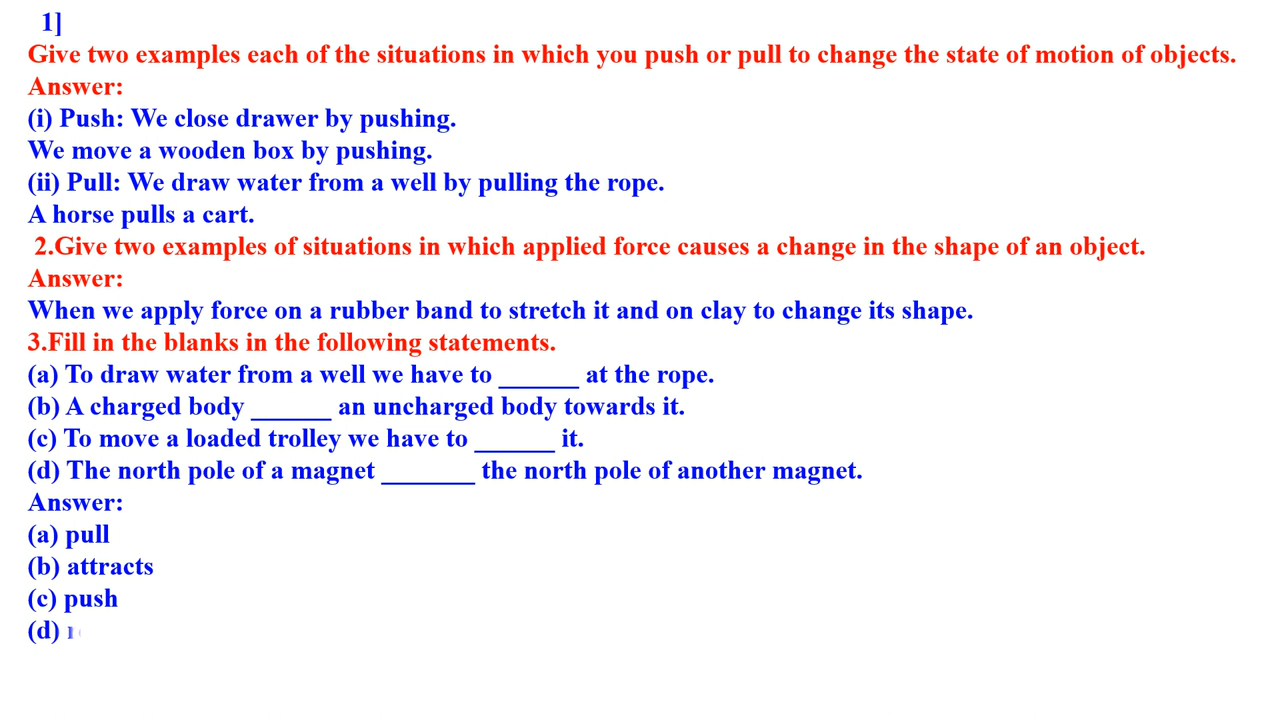 1]
Give two examples each of the situations in which you push or pull to change the state of motion of objects.
Answer:
(i) Push: We close drawer by pushing.
We move a wooden box by pushing.
(ii) Pull: We draw water from a well by pulling the rope.
A horse pulls a cart.
2.Give two examples of situations in which applied force causes a change in the shape of an object.
Answer:
When we apply force on a rubber band to stretch it and on clay to change its shape.
3.Fill in the blanks in the following statements.
(a) To draw water from a well we have to ______ at the rope.
(b) A charged body ______ an uncharged body towards it.
(c) To move a loaded trolley we have to ______ it.
(d) The north pole of a magnet _______ the north pole of another magnet.
Answer:
(a) pull
(b) attracts
(c) push
(d)